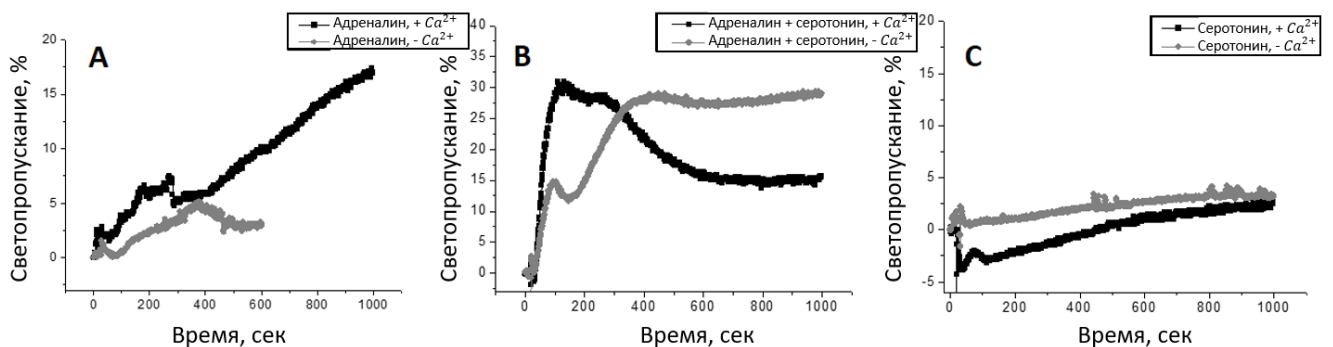 Адреналин, + Ca²⁺
Адреналин, - Ca²⁺
A
Светопропускание, %
20
15
10
5
0
0 200 400 600 800 1000
Время, сек
Адреналин + серотонин, + Ca²⁺
Адреналин + серотонин, - Ca²⁺
B
Светопропускание, %
40
35
30
25
20
15
10
5
0
0 200 400 600 800 1000
Время, сек
Серотонин, + Ca²⁺
Серотонин, - Ca²⁺
C
Светопропускание, %
20
15
10
5
0
-5
0 200 400 600 800 1000
Время, сек